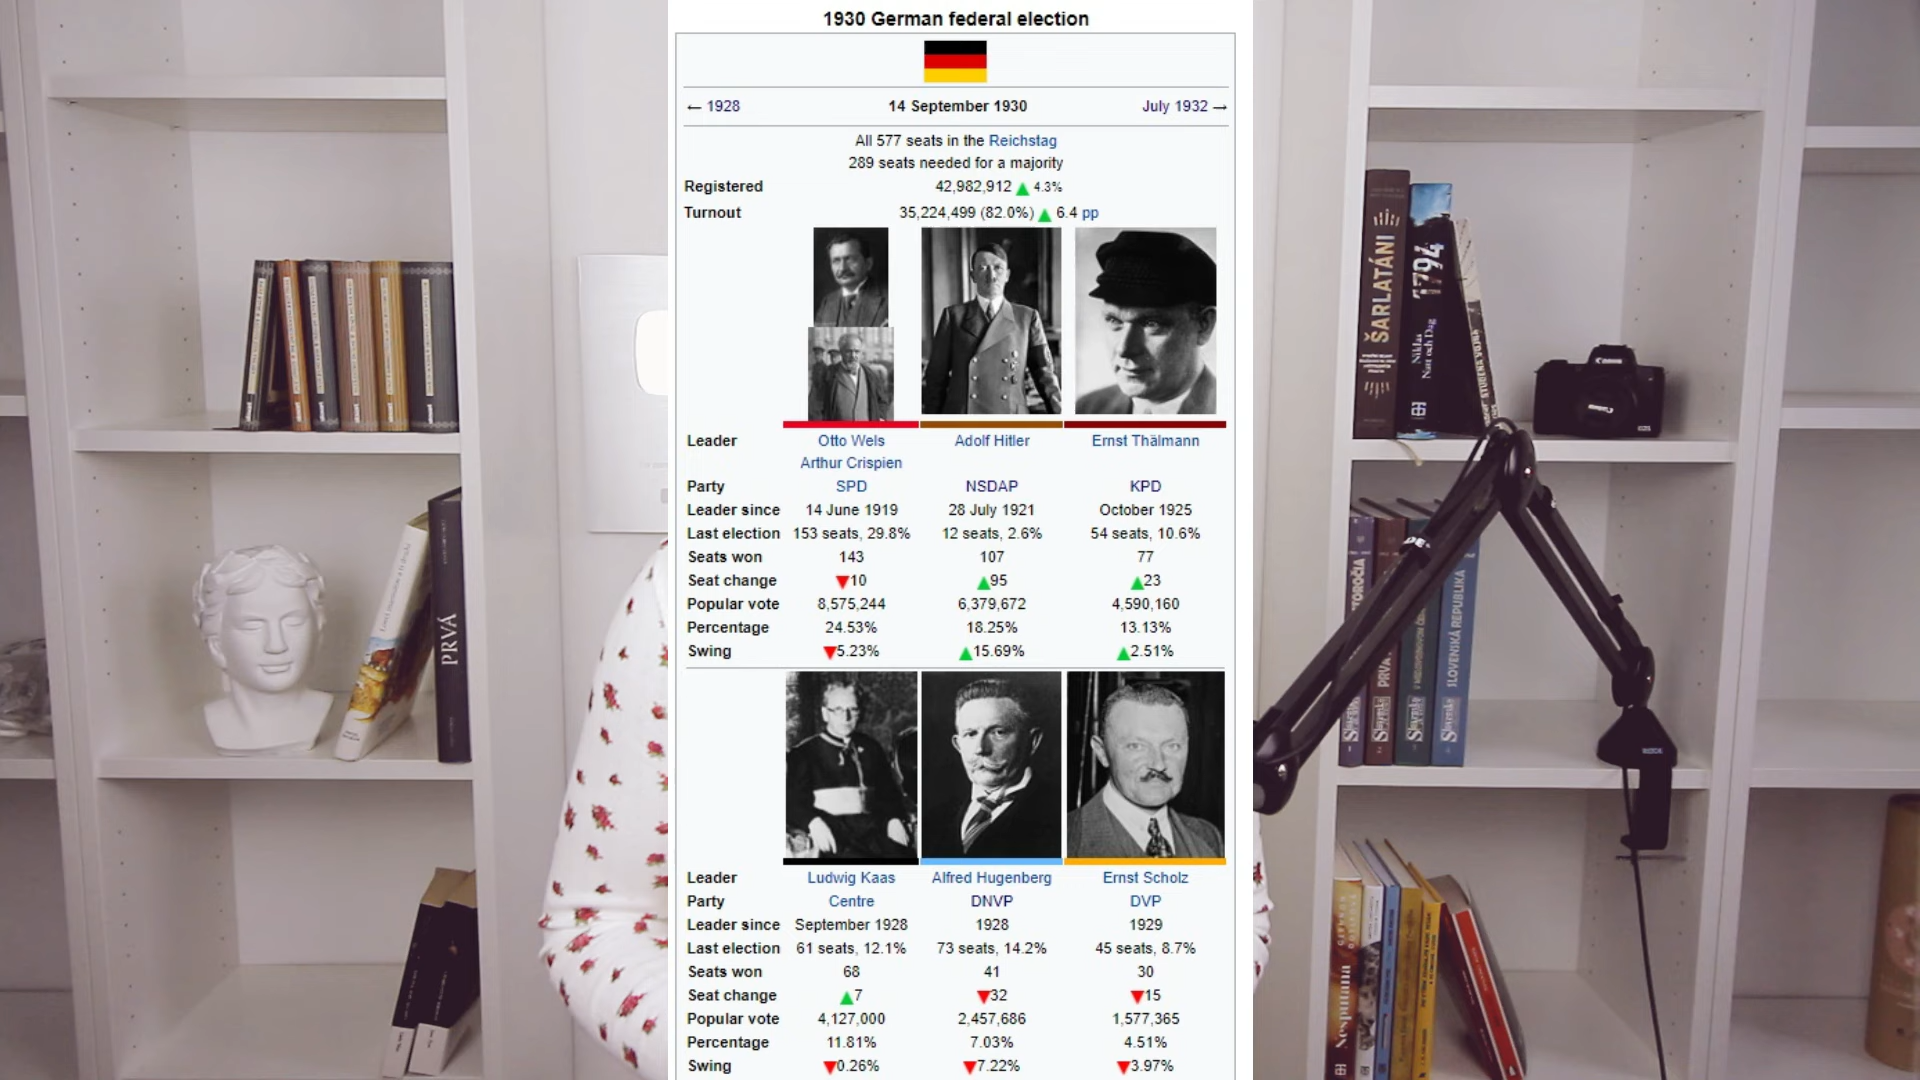 1930 German federal election
← 1928 14 September 1930 July 1932 →
All 577 seats in the Reichstag
289 seats needed for a majority
Registered 42,982,912 ▲ 4.3%
Turnout 35,224,499 (82.0%) ▲ 6.4 pp
Leader Otto Wels Adolf Hitler Ernst Thälmann
Arthur Crispien
Party SPD NSDAP KPD
Leader since 14 June 1919 28 July 1921 October 1925
Last election 153 seats, 29.8% 12 seats, 2.6% 54 seats, 10.6%
Seats won 143 107 77
Seat change ▼10 ▲95 ▲23
Popular vote 8,575,244 6,379,672 4,590,160
Percentage 24.53% 18.25% 13.13%
Swing ▼5.23% ▲15.69% ▲2.51%
Leader Ludwig Kaas Alfred Hugenberg Ernst Scholz
Party Centre DNVP DVP
Leader since September 1928 1928 1929
Last election 61 seats, 12.1% 73 seats, 14.2% 45 seats, 8.7%
Seats won 68 41 30
Seat change ▲7 ▼32 ▼15
Popular vote 4,127,000 2,457,686 1,577,365
Percentage 11.81% 7.03% 4.51%
Swing ▼0.26% ▼7.22% ▼3.97%
PRVÁ
ŠARLATÁNI
1794
Niklas
Natt och Dag
Canon
SLOVENSKÁ REPUBLIKA